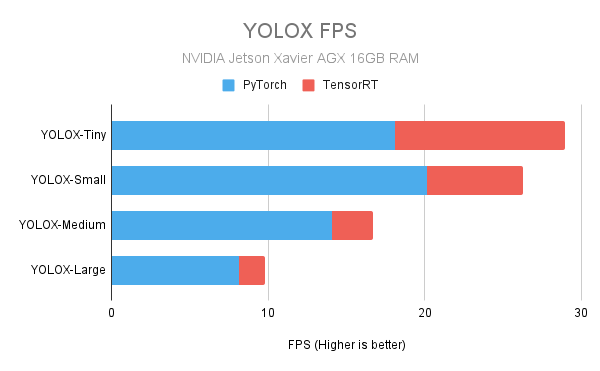 YOLOX FPS
NVIDIA Jetson Xavier AGX 16GB RAM
PyTorch TensorRT
YOLOX-Tiny
YOLOX-Small
YOLOX-Medium
YOLOX-Large
0 10 20 30
FPS (Higher is better)